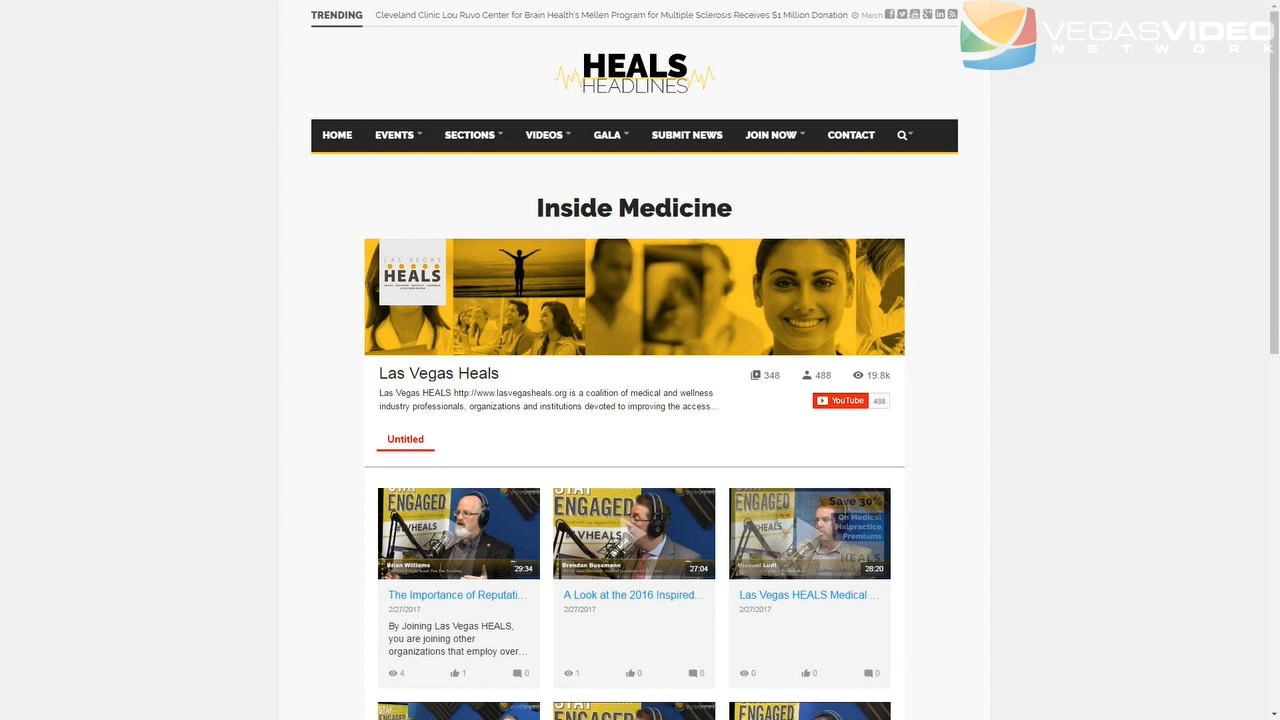 TRENDING Cleveland Clinic Lou Ruvo Center for Brain Health's Mellen Program for Multiple Sclerosis Receives $1 Million Donation March
VEGASVIDEO
NETWORK
HEALS
HEADLINES
HOME EVENTS SECTIONS VIDEOS GALA SUBMIT NEWS JOIN NOW CONTACT
Inside Medicine
LAS VEGAS
HEALS
Las Vegas Heals 348 488 19.8k
Las Vegas HEALS http://www.lasvegasheals.org is a coalition of medical and wellness
industry professionals, organizations and institutions devoted to improving the access...
YouTube 488
Untitled
STAY
ENGAGED
Brian Williams
29:34
STAY
ENGAGED
#LVHEALS
Brendan Bussmann
27:04
ENGAGED
Save 30%
On Medical
Malpractice
Premiums
HEALS
Michael Ludt
28:20
The Importance of Reputati... A Look at the 2016 Inspired... Las Vegas HEALS Medical ...
2/27/2017 2/27/2017 2/27/2017
By Joining Las Vegas HEALS,
you are joining other
organizations that employ over...
4 1 0 1 0 0 0 0 0